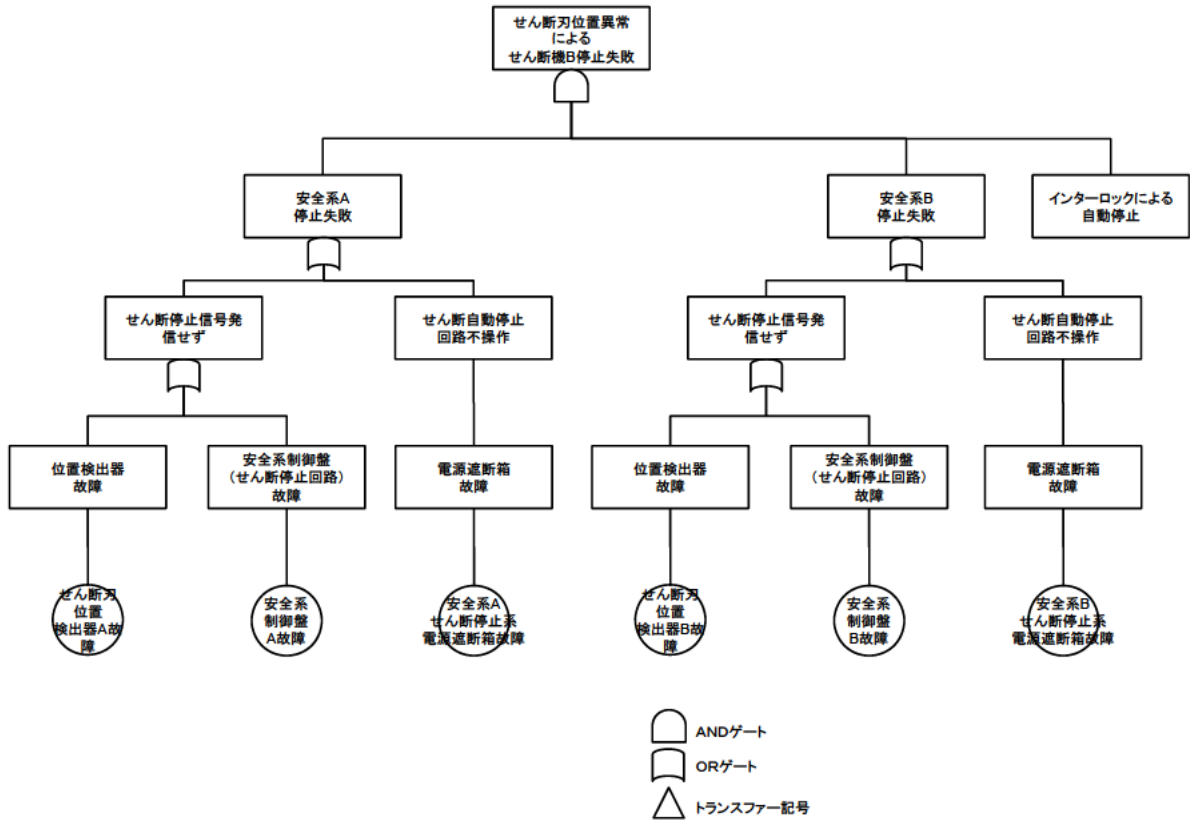 せん断刃位置異常
による
せん断機B停止失敗
安全系A
停止失敗
安全系B
停止失敗
インターロックによる
自動停止
せん断停止信号発
信せず
せん断自動停止
回路不操作
せん断停止信号発
信せず
せん断自動停止
回路不操作
位置検出器
故障
安全系制御盤
（せん断停止回路）
故障
電源遮断箱
故障
位置検出器
故障
安全系制御盤
（せん断停止回路）
故障
電源遮断箱
故障
せん断刃
位置
検出器A故
障
安全系
制御盤
A故障
安全系A
せん断停止系
電源遮断箱故障
せん断刃
位置
検出器B故
障
安全系
制御盤
B故障
安全系B
せん断停止系
電源遮断箱故障
ANDゲート
ORゲート
トランスファー記号